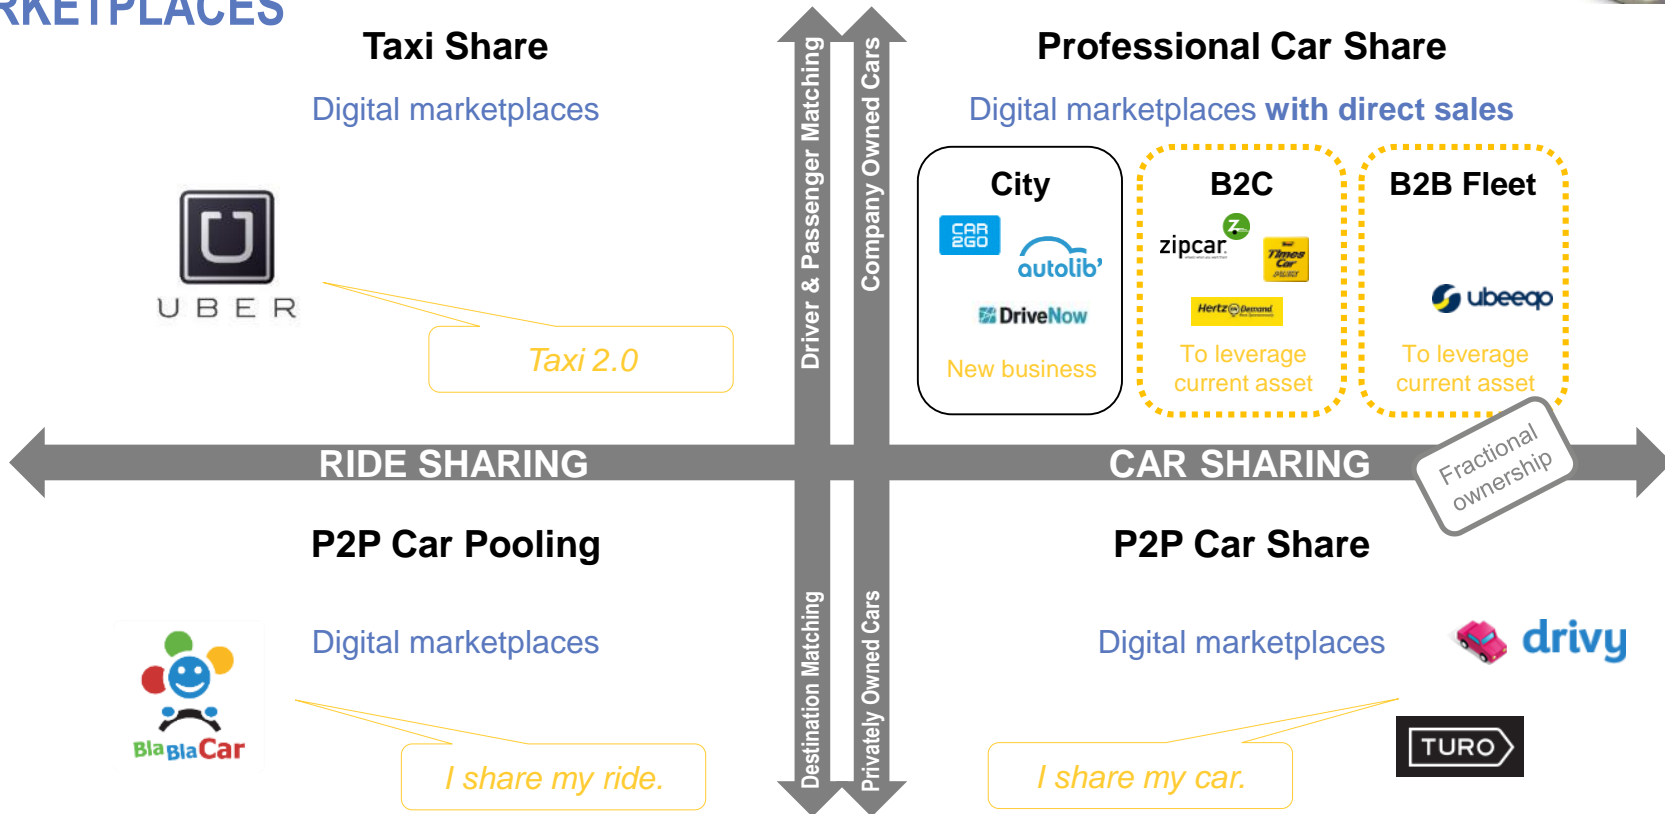 RKETPLACES
Taxi Share
Digital marketplaces
U
UBER
Taxi 2.0
Driver & Passenger Matching
Company Owned Cars
Professional Car Share
Digital marketplaces with direct sales
City
CAR
2GO
autolib'
DriveNow
New business
B2C
zipcar
Times
Car
Hertz On Demand
To leverage
current asset
B2B Fleet
ubeeqo
To leverage
current asset
RIDE SHARING
CAR SHARING
Fractional
ownership
P2P Car Pooling
Digital marketplaces
BlaBlaCar
I share my ride.
Destination Matching
Privately Owned Cars
P2P Car Share
Digital marketplaces
drivy
TURO
I share my car.